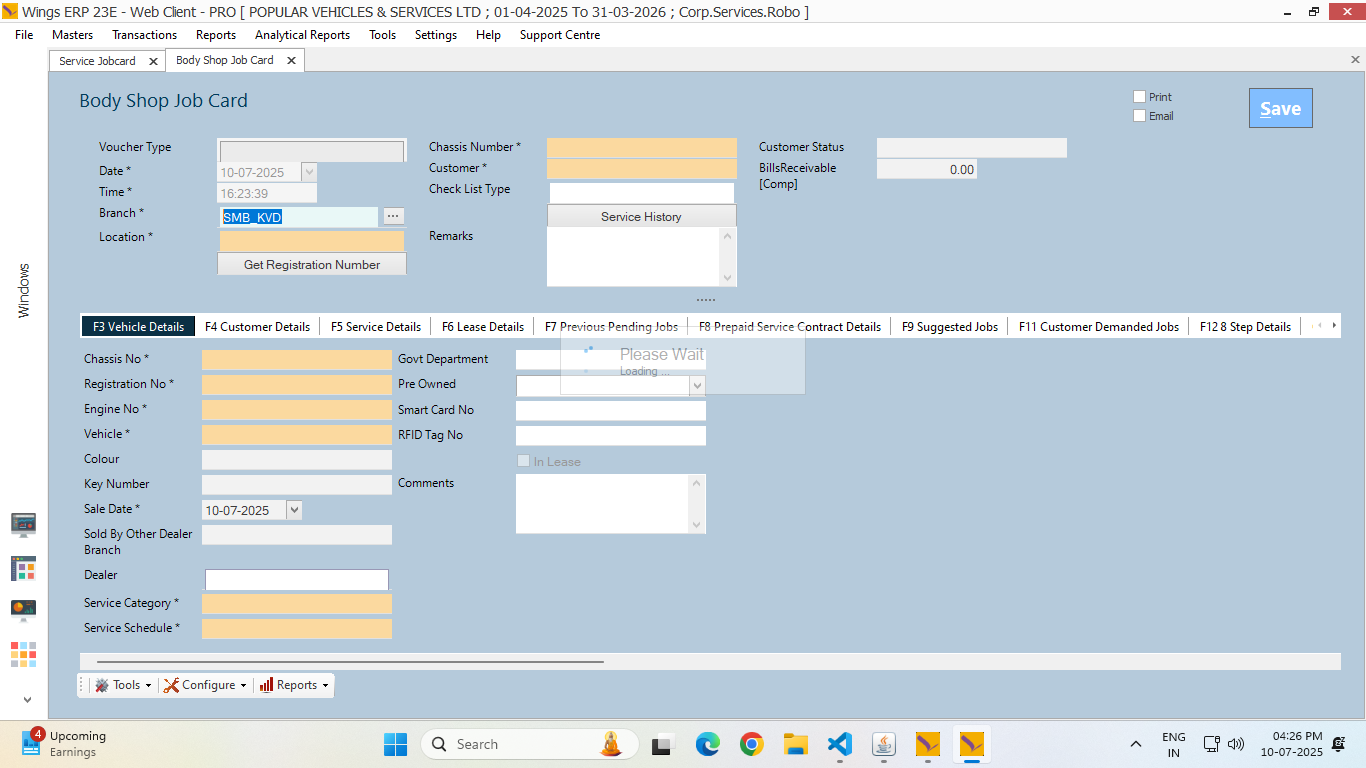 Wings ERP 23E - Web Client - PRO [ POPULAR VEHICLES & SERVICES LTD ; 01-04-2025 To 31-03-2026 ; Corp.Services.Robo ]
File Masters Transactions Reports Analytical Reports Tools Settings Help Support Centre
Service Jobcard Body Shop Job Card
Body Shop Job Card
Print
Email
Save
Voucher Type
Date *
10-07-2025
Time *
16:23:39
Branch *
SMB_KVD
...
Location *
Get Registration Number
Chassis Number *
Customer *
Check List Type
Service History
Remarks
Customer Status
BillsReceivable
[Comp]
0.00
Windows
F3 Vehicle Details F4 Customer Details F5 Service Details F6 Lease Details F7 Previous Pending Jobs F8 Prepaid Service Contract Details F9 Suggested Jobs F11 Customer Demanded Jobs F12 8 Step Details
Please Wait
Loading ...
Chassis No *
Registration No *
Engine No *
Vehicle *
Colour
Key Number
Sale Date *
10-07-2025
Sold By Other Dealer
Branch
Dealer
Service Category *
Service Schedule *
Govt Department
Pre Owned
Smart Card No
RFID Tag No
In Lease
Comments
Tools Configure Reports
4
Upcoming
Earnings
Search
ENG
IN
04:26 PM
10-07-2025